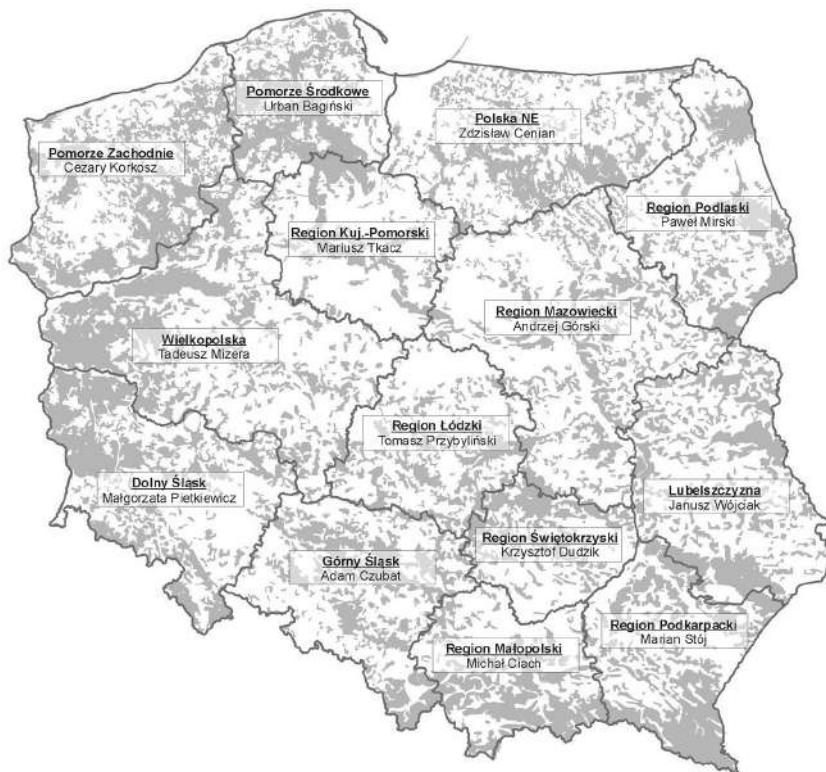 Pomorze Środkowe
Urban Bagiński
Polska NE
Zdzisław Cenian
Pomorze Zachodnie
Cezary Korkosz
Region Podlaski
Paweł Mirski
Region Kuj.-Pomorski
Mariusz Tkacz
Region Mazowiecki
Andrzej Górski
Wielkopolska
Tadeusz Mizera
Region Łódzki
Tomasz Przybyliński
Dolny Śląsk
Małgorzata Pietkiewicz
Lubelszczyzna
Janusz Wójciak
Region Świętokrzyski
Krzysztof Dudzik
Górny Śląsk
Adam Czubat
Region Podkarpacki
Marian Stój
Region Małopolski
Michał Ciach